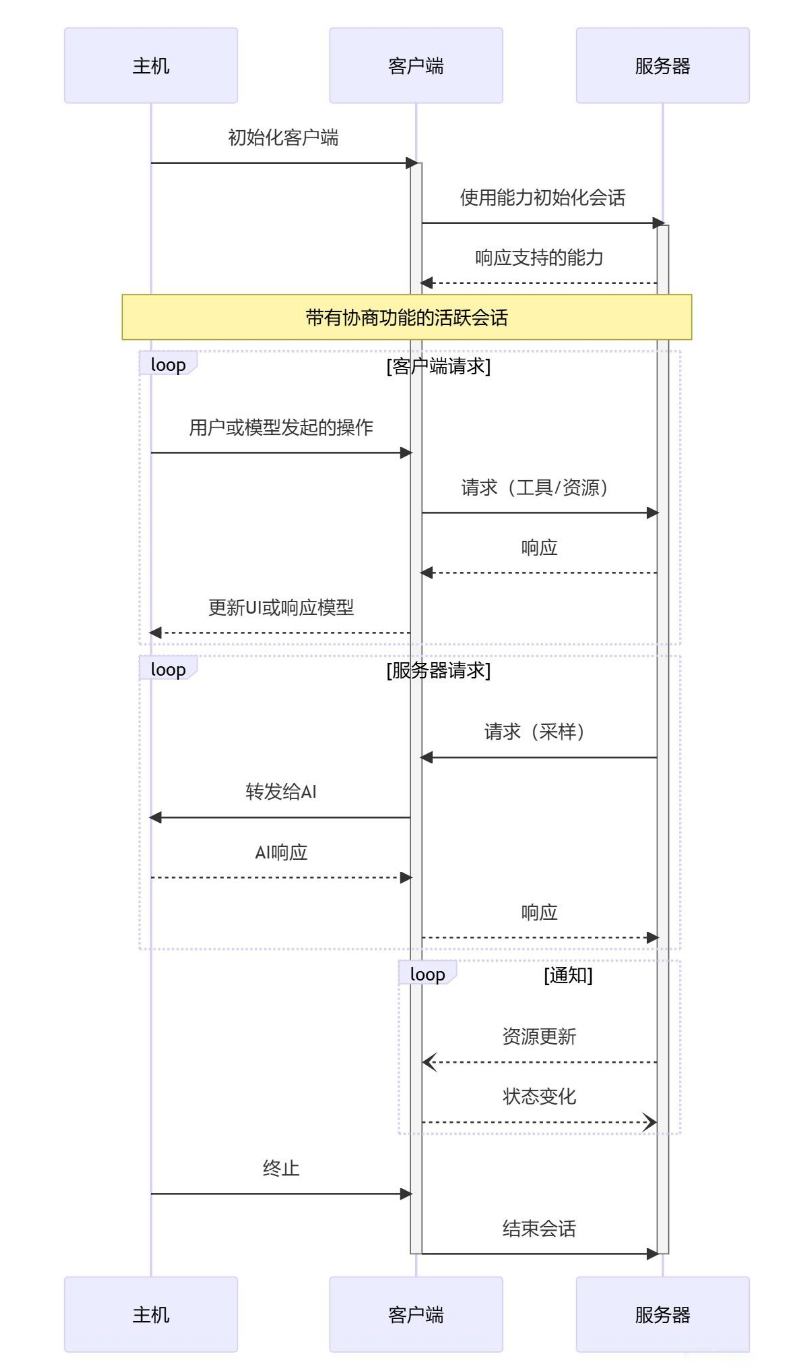 主机
客户端
服务器
初始化客户端
使用能力初始化会话
响应支持的能力
带有协商功能的活跃会话
loop
[客户端请求]
用户或模型发起的操作
请求（工具/资源）
响应
更新UI或响应模型
loop
[服务器请求]
请求（采样）
转发给AI
AI响应
响应
loop
[通知]
资源更新
状态变化
终止
结束会话
主机
客户端
服务器